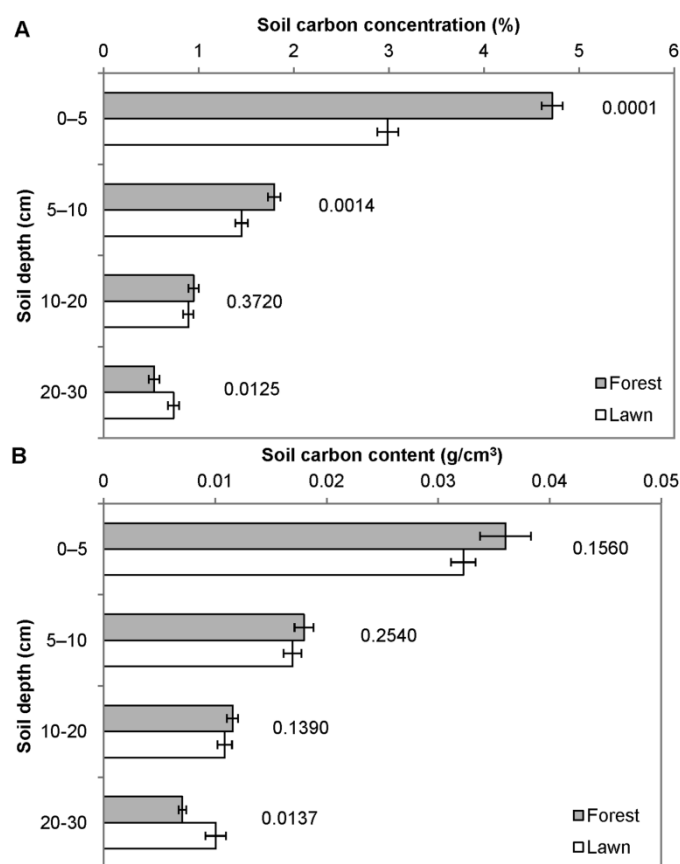 A
Soil carbon concentration (%)
0 1 2 3 4 5 6
Soil depth (cm)
0–5
0.0001
5–10
0.0014
10-20
0.3720
20-30
0.0125
Forest
Lawn
B
Soil carbon content (g/cm³)
0 0.01 0.02 0.03 0.04 0.05
Soil depth (cm)
0–5
0.1560
5–10
0.2540
10-20
0.1390
20-30
0.0137
Forest
Lawn